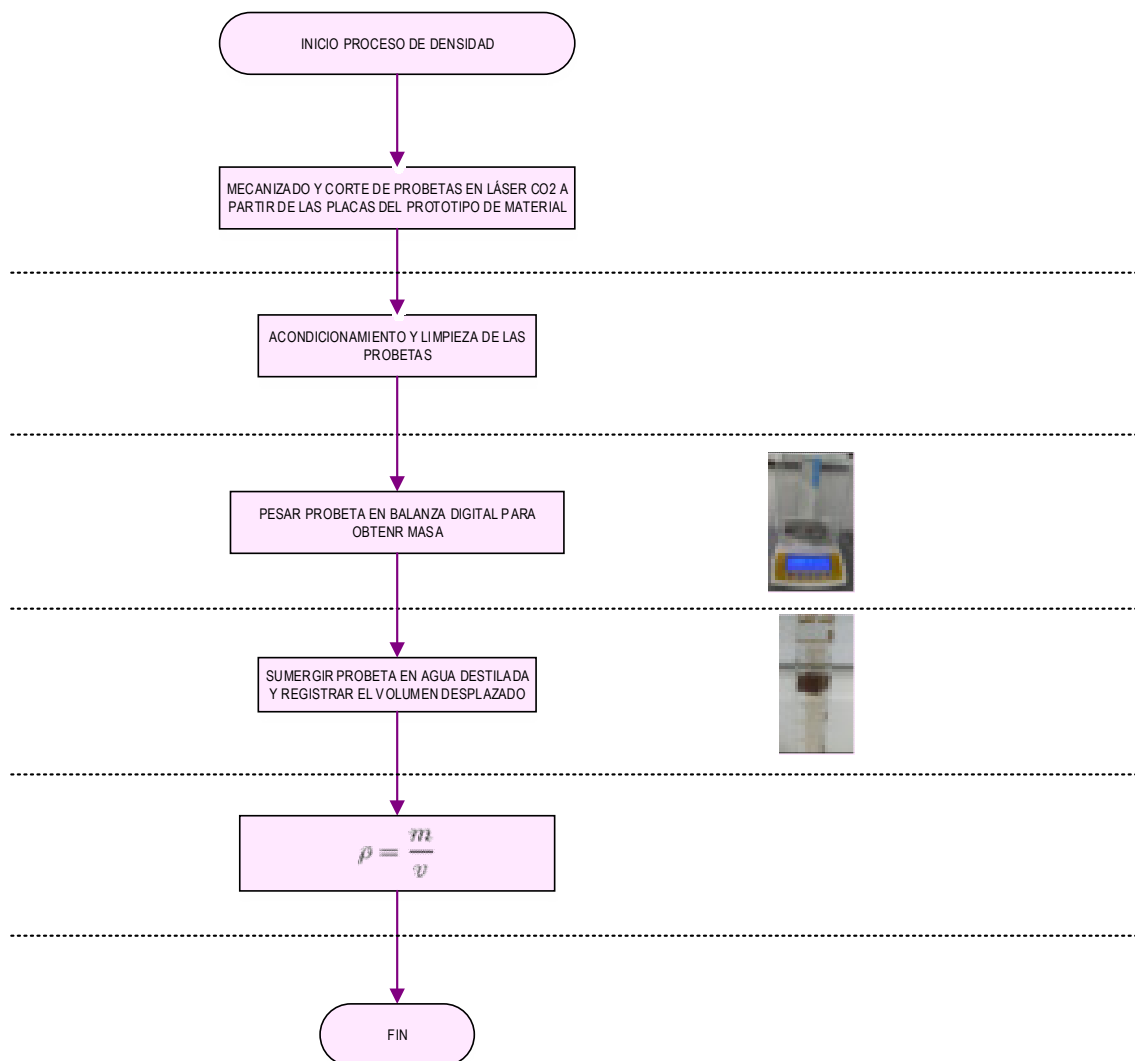 INICIO PROCESO DE DENSIDAD
MECANIZADO Y CORTE DE PROBETAS EN LÁSER CO2 A
PARTIR DE LAS PLACAS DEL PROTOTIPO DE MATERIAL
ACONDICIONAMIENTO Y LIMPIEZA DE LAS
PROBETAS
PESAR PROBETA EN BALANZA DIGITAL PARA
OBTENR MASA
SUMERGIR PROBETA EN AGUA DESTILADA
Y REGISTRAR EL VOLUMEN DESPLAZADO
ρ = m/v
FIN